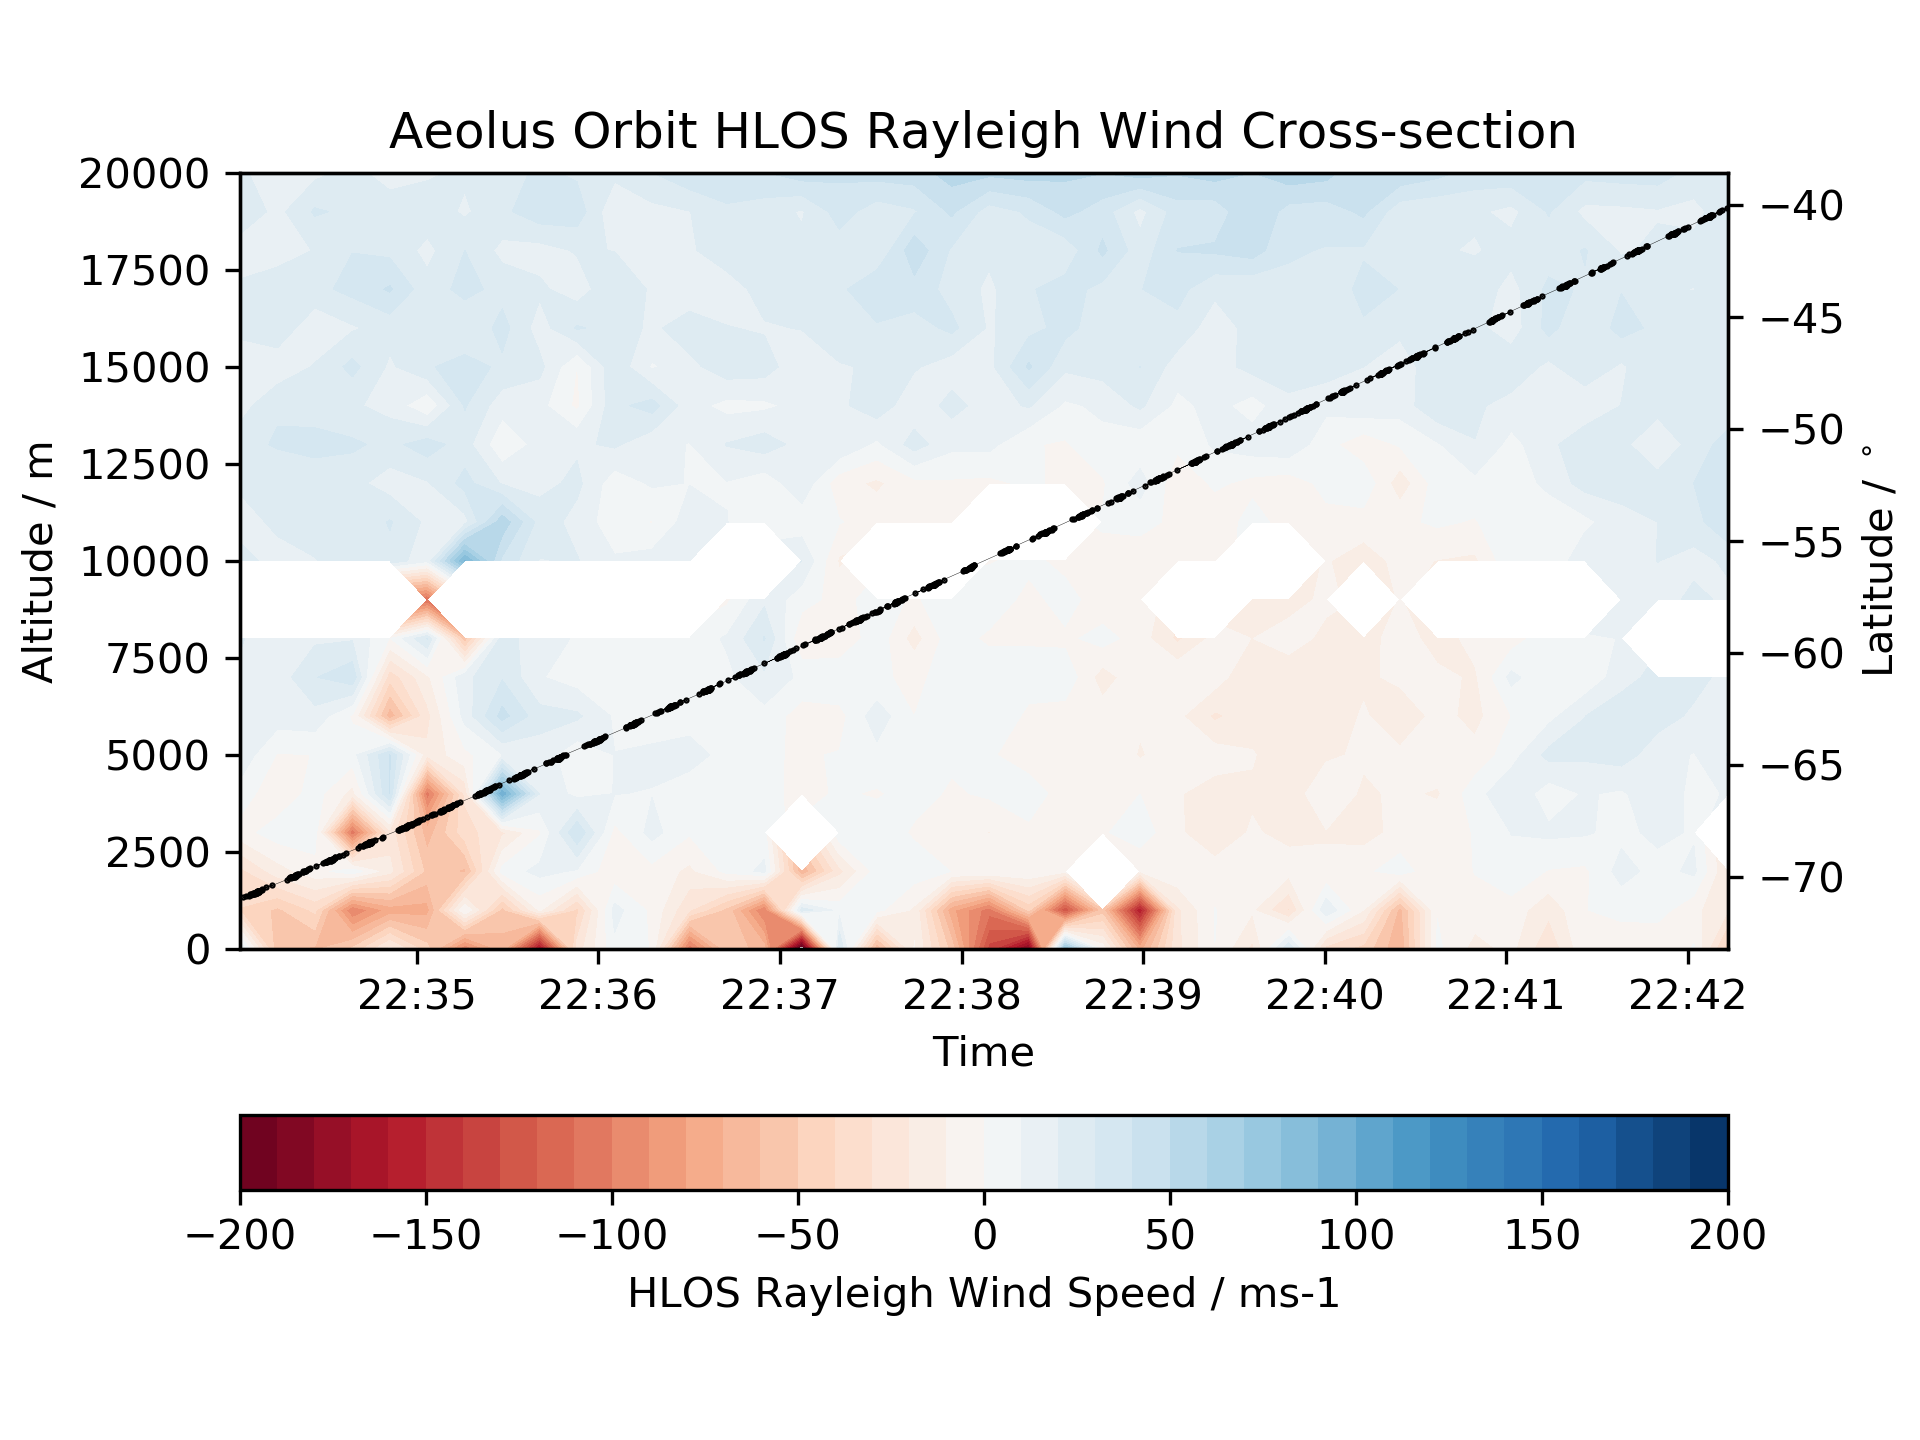 Aeolus Orbit HLOS Rayleigh Wind Cross-section
20000
17500
15000
12500
10000
7500
5000
2500
0
Altitude / m
−40
−45
−50
−55
−60
−65
−70
Latitude / °
22:35 22:36 22:37 22:38 22:39 22:40 22:41 22:42
Time
−200 −150 −100 −50 0 50 100 150 200
HLOS Rayleigh Wind Speed / ms-1